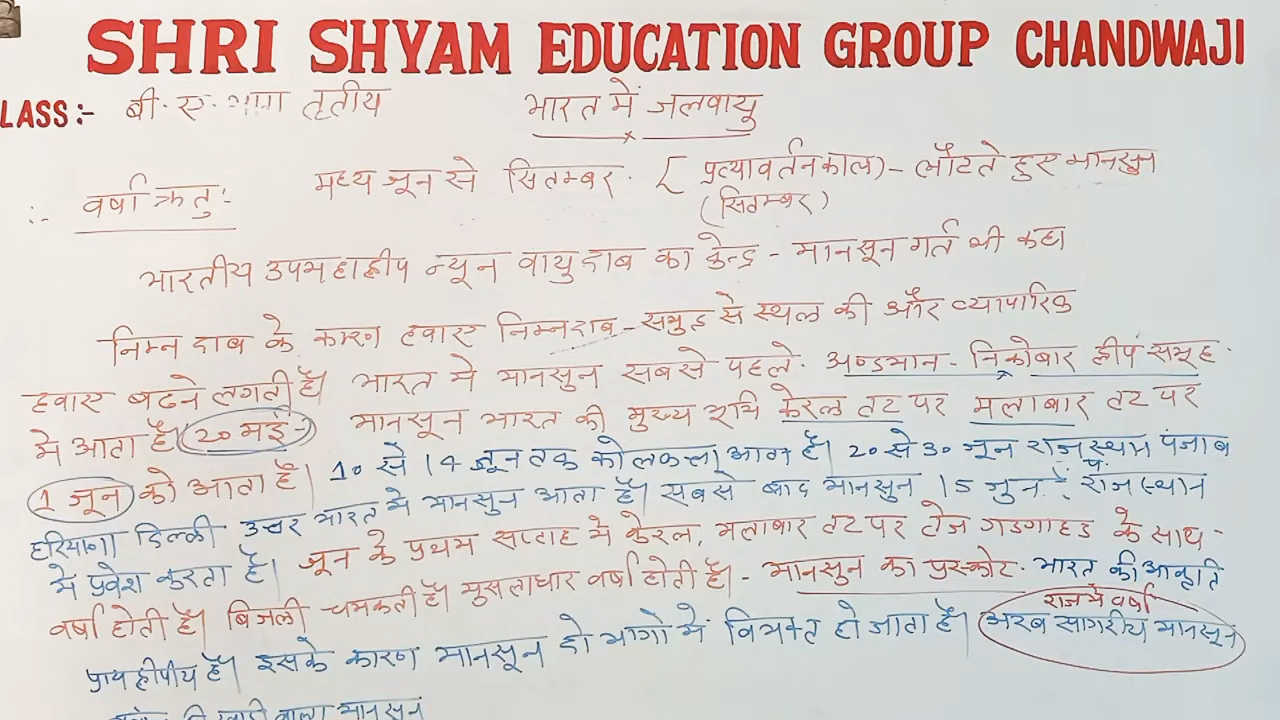 SHRI SHYAM EDUCATION GROUP CHANDWAJI
LASS:- बी. ए. भाग तृतीय भारत में जलवायु
:- वर्षा ऋतु :- मध्य जून से सितम्बर. [ प्रत्यावर्तनकाल) - लौटते हुए मानसून
(सितम्बर)
भारतीय उपमहाद्वीप न्यून वायु दाब का केन्द्र - मानसून गर्त भी कहा
निम्न दाब के कारण हवाए निम्नदाब - समुद्र से स्थल की और व्यापारिक
हवाए बढने लगती है। भारत मे मानसुन सबसे पहले. अण्डमान - निकोबार द्वीप समूह.
मे आता है। 20 मई - मानसून भारत की मुख्य भूमि केरल तट पर मलाबार तट पर
1 जून को आता है। 10 से 14 जून तक कोलकत्ता आता है। 20 से 30 जून राजस्थान पंजाब
हरियाणा दिल्ली उत्तर भारत मे मानसुन आता है। सबसे बाद मानसून 15 जुन में राजस्थान
मे प्रवेश करता है। जून के प्रथम सप्ताह मे केरल, मलाबार तट पर तेज गडगाहड के साथ -
वर्षा होती है। बिजली चमकती है। मुसलाधार वर्षा होती है। - मानसुन का प्रस्फोट. भारत की आकृति
राज मे वर्षा
प्रायद्वीपीय है। इसके कारण मानसून दो भागो में विभक्त हो जाता है। अरब सागरीय मानसून
वाला मानसुन